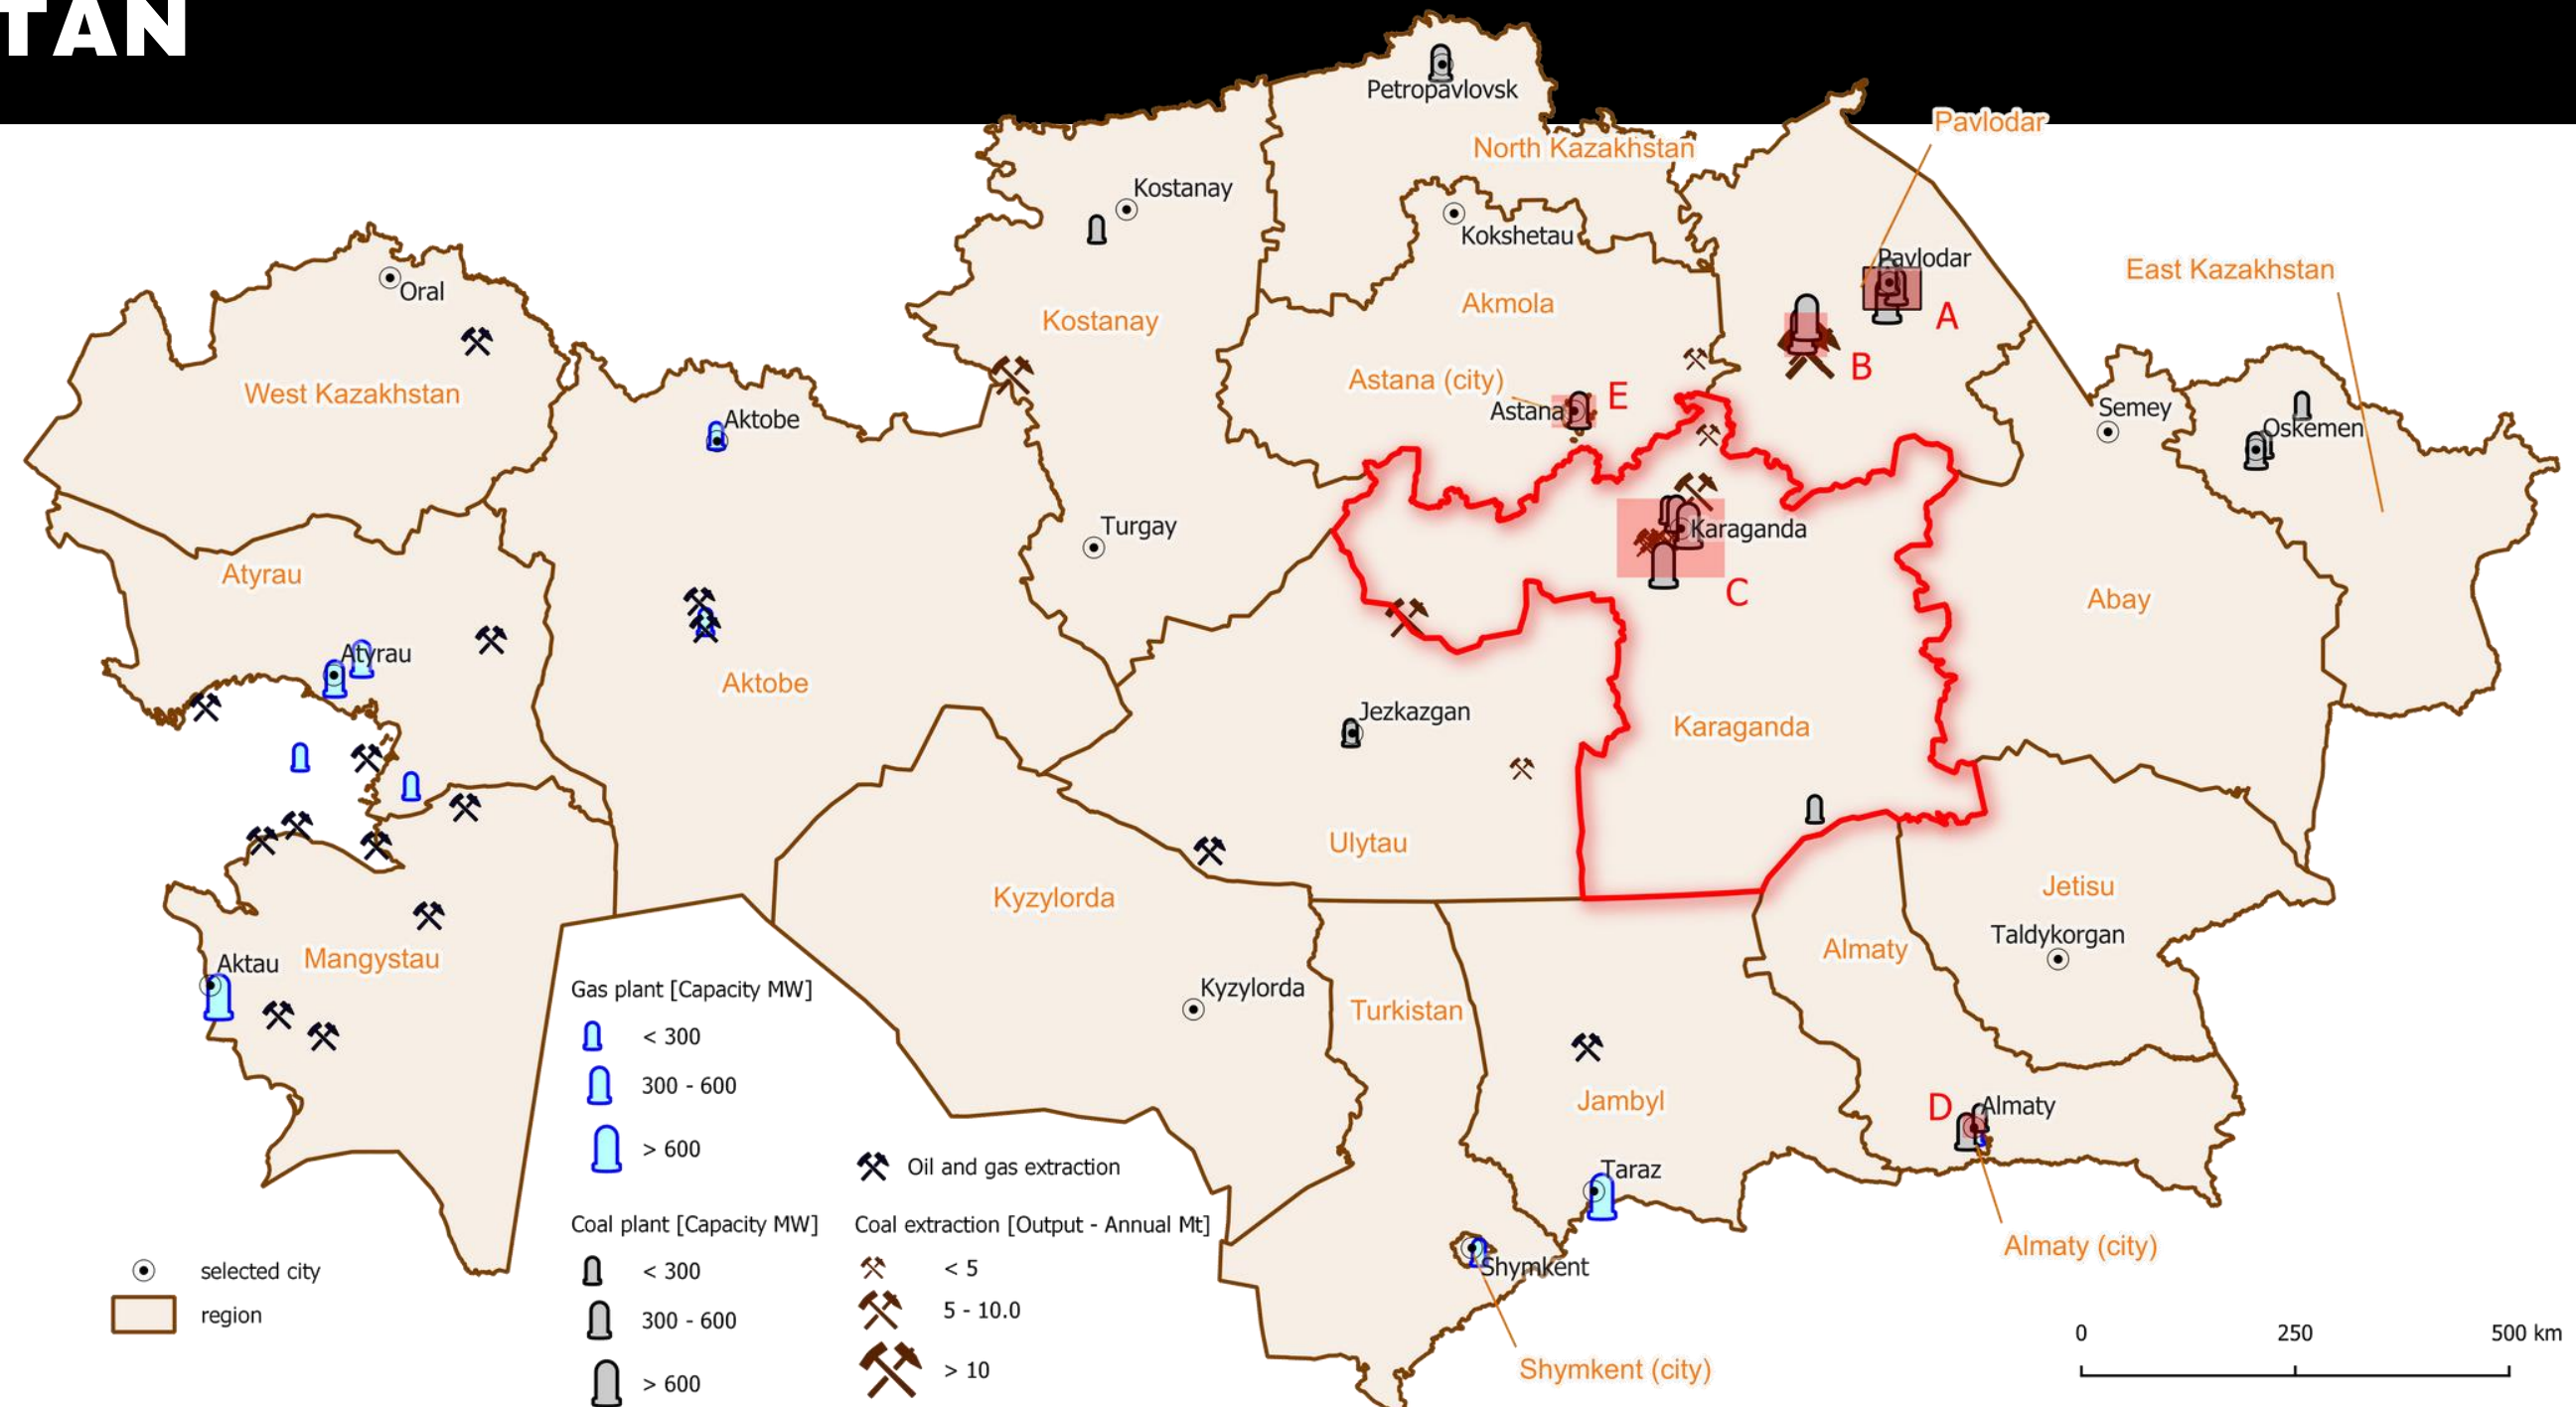 TAN
Petropavlovsk
Pavlodar
North Kazakhstan
Kostanay
Kokshetau
Oral
Pavlodar
East Kazakhstan
Akmola
A
Kostanay
B
West Kazakhstan
Astana (city)
E
Astana
Semey
Aktobe
Oskemen
Turgay
Karaganda
Atyrau
C
Abay
Atyrau
Aktobe
Jezkazgan
Karaganda
Ulytau
Kyzylorda
Jetisu
Taldykorgan
Almaty
Aktau
Mangystau
Kyzylorda
Turkistan
Jambyl
D
Almaty
Taraz
Almaty (city)
Shymkent
Shymkent (city)
Gas plant [Capacity MW]
< 300
300 - 600
> 600
Oil and gas extraction
Coal plant [Capacity MW]
< 300
300 - 600
> 600
Coal extraction [Output - Annual Mt]
< 5
5 - 10.0
> 10
selected city
region
0 250 500 km